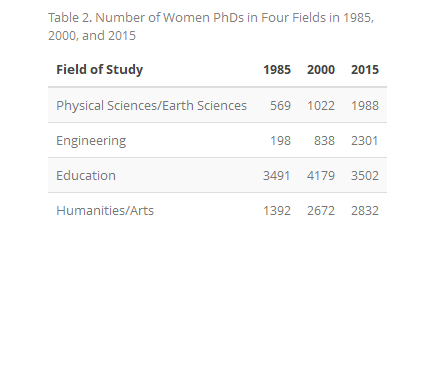 Table 2. Number of Women PhDs in Four Fields in 1985,
2000, and 2015
Field of Study 1985 2000 2015
Physical Sciences/Earth Sciences 569 1022 1988
Engineering 198 838 2301
Education 3491 4179 3502
Humanities/Arts 1392 2672 2832